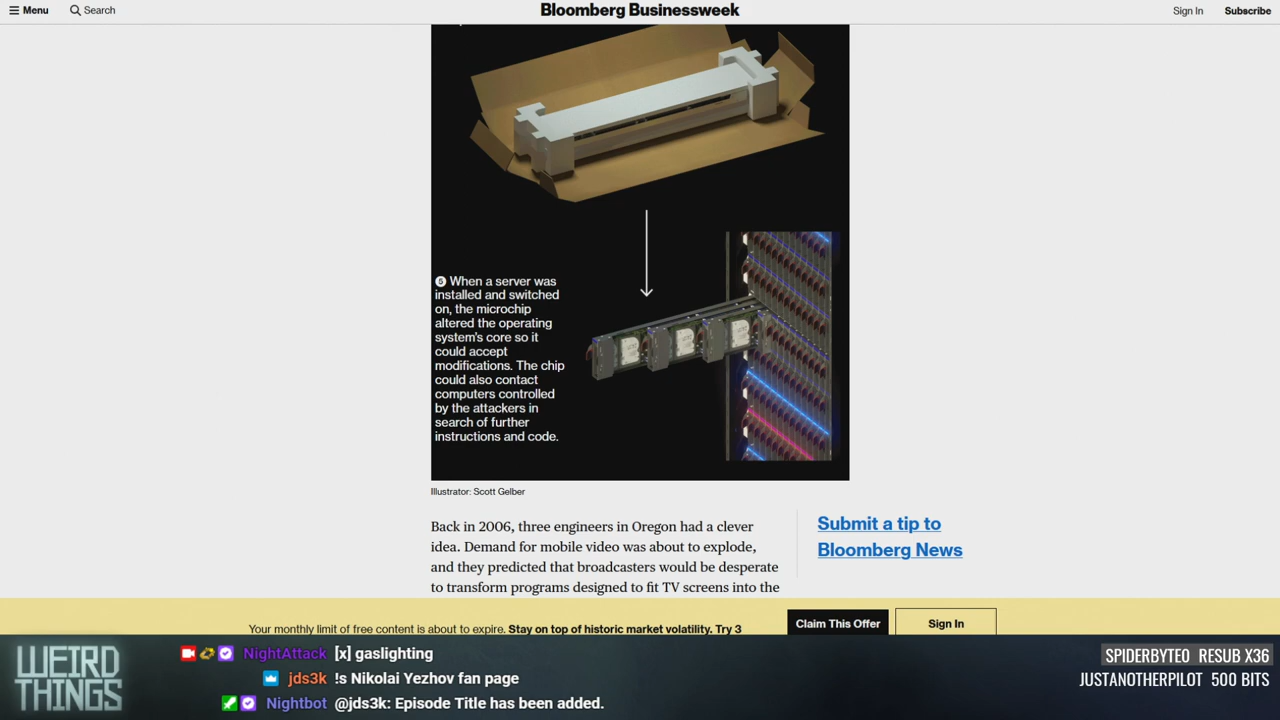 Menu
Search
Bloomberg Businessweek
Sign In
Subscribe
5 When a server was
installed and switched
on, the microchip
altered the operating
system's core so it
could accept
modifications. The chip
could also contact
computers controlled
by the attackers in
search of further
instructions and code.
Illustrator: Scott Gelber
Back in 2006, three engineers in Oregon had a clever
idea. Demand for mobile video was about to explode,
and they predicted that broadcasters would be desperate
to transform programs designed to fit TV screens into the
Submit a tip to
Bloomberg News
Your monthly limit of free content is about to expire. Stay on top of historic market volatility. Try 3
Claim This Offer
Sign In
WEIRD
THINGS
NightAttack [x] gaslighting
jds3k !s Nikolai Yezhov fan page
Nightbot @jds3k: Episode Title has been added.
SPIDERBYTE0 RESUB X36
JUSTANOTHERPILOT 500 BITS